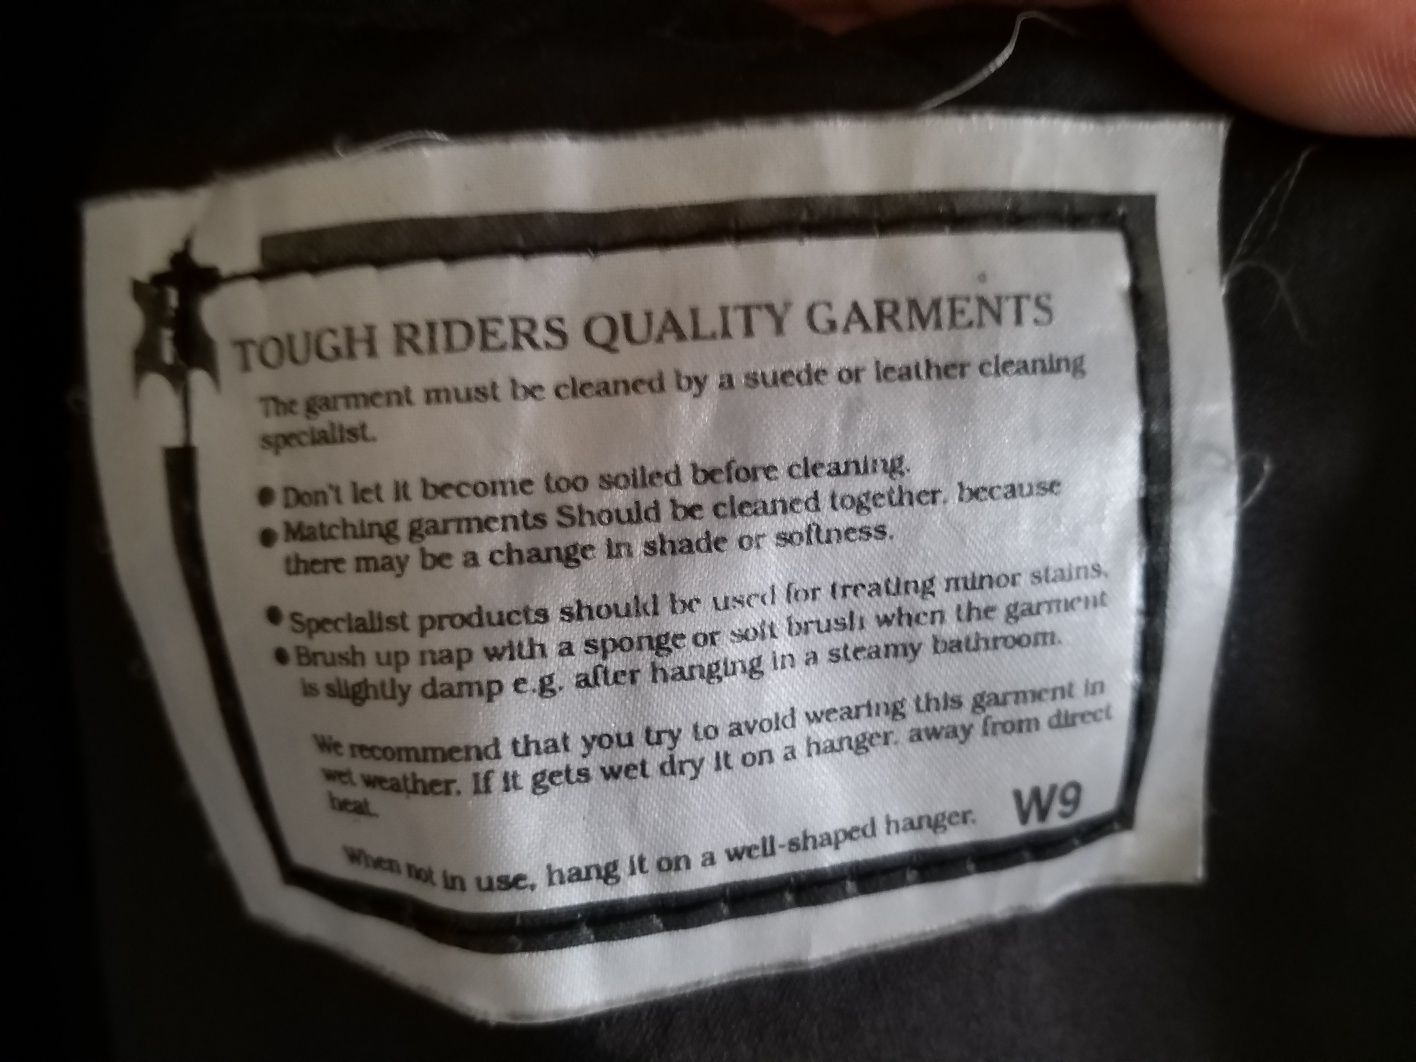 TOUGH RIDERS QUALITY GARMENTS
The garment must be cleaned by a suede or leather cleaning
specialist.
● Don't let it become too soiled before cleaning.
● Matching garments Should be cleaned together. because
there may be a change in shade or softness.
● Specialist products should be used for treating minor stains.
● Brush up nap with a sponge or soft brush when the garment
is slightly damp e.g. after hanging in a steamy bathroom.
We recommend that you try to avoid wearing this garment in
wet weather. If it gets wet dry it on a hanger. away from direct
heat.
When not in use, hang it on a well-shaped hanger.
W9